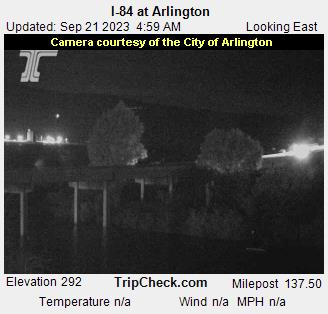 I-84 at Arlington
Updated: Sep 21 2023 4:59 AM Looking East
Camera courtesy of the City of Arlington
Elevation 292 TripCheck.com Milepost 137.50
Temperature n/a Wind n/a MPH n/a